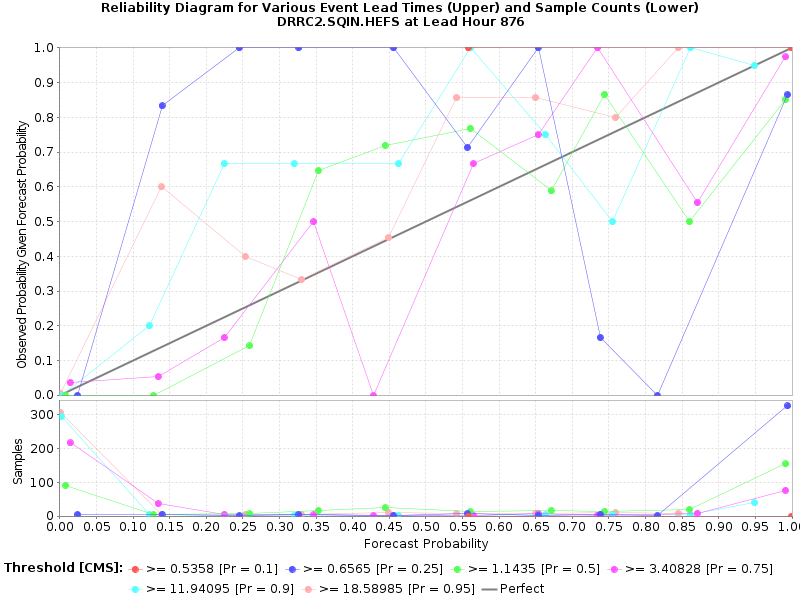 Reliability Diagram for Various Event Lead Times (Upper) and Sample Counts (Lower)
DRRC2.SQIN.HEFS at Lead Hour 876
Observed Probability Given Forecast Probability
1.0
0.9
0.8
0.7
0.6
0.5
0.4
0.3
0.2
0.1
0.0
Samples
300
200
100
0
0.00 0.05 0.10 0.15 0.20 0.25 0.30 0.35 0.40 0.45 0.50 0.55 0.60 0.65 0.70 0.75 0.80 0.85 0.90 0.95 1.0
Forecast Probability
Threshold [CMS]: >= 0.5358 [Pr = 0.1] >= 0.6565 [Pr = 0.25] >= 1.1435 [Pr = 0.5] >= 3.40828 [Pr = 0.75]
>= 11.94095 [Pr = 0.9] >= 18.58985 [Pr = 0.95] Perfect